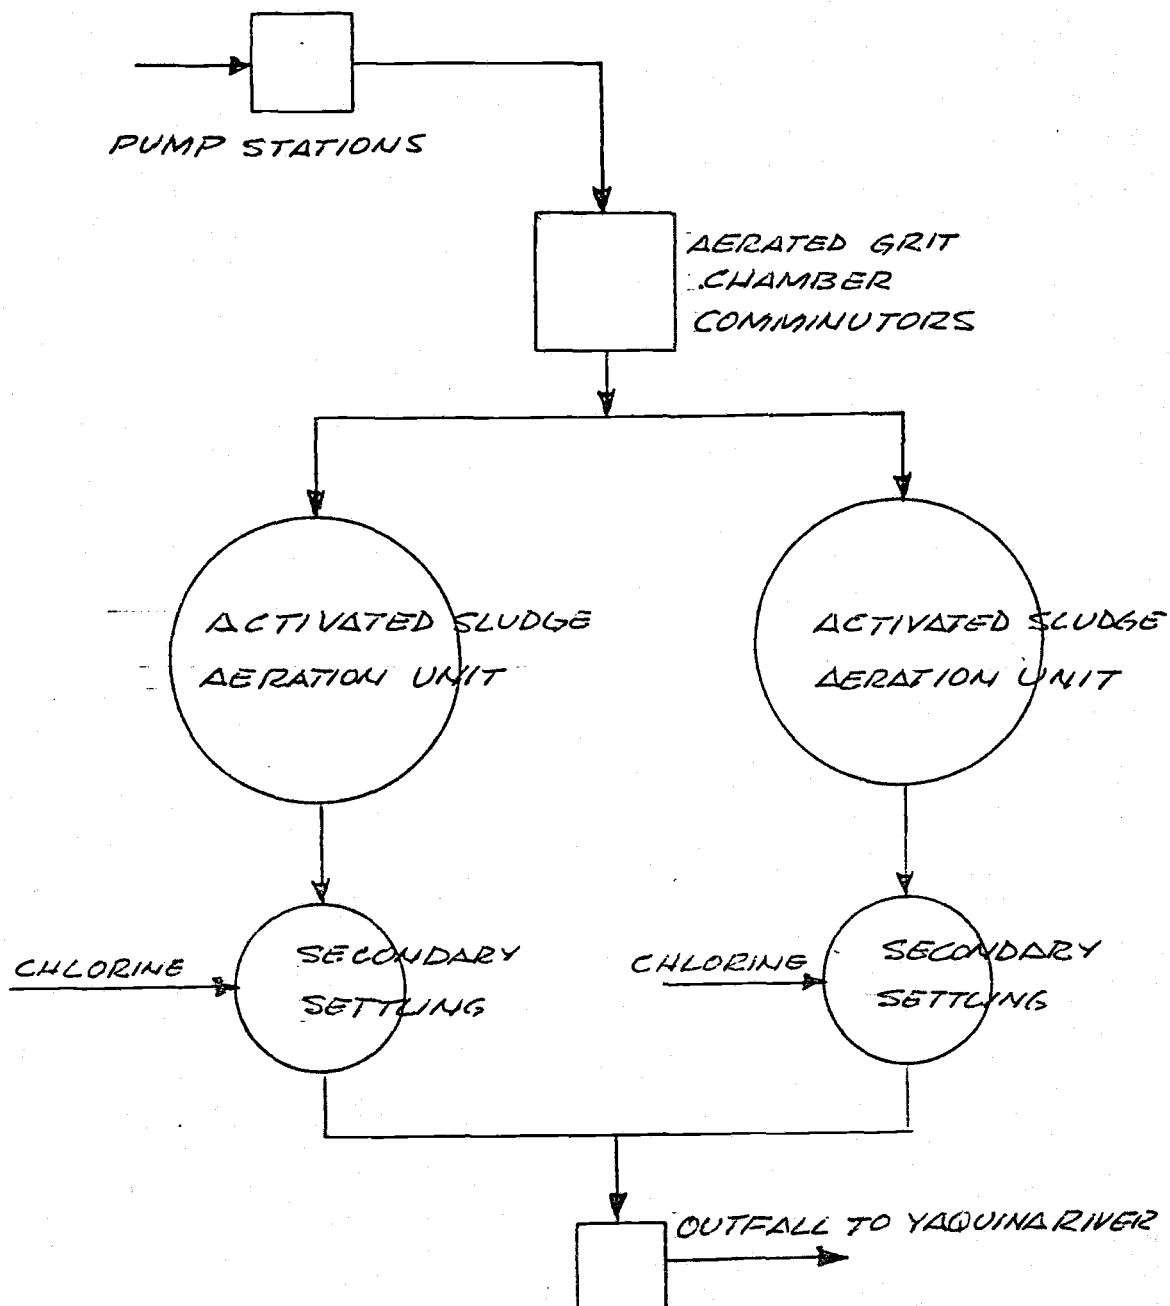 PUMP STATIONS
AERATED GRIT
CHAMBER
COMMINUTORS
ACTIVATED SLUDGE
AERATION UNIT
ACTIVATED SLUDGE
AERATION UNIT
CHLORINE
SECONDARY
SETTLING
CHLORINE
SECONDARY
SETTLING
OUTFALL TO YAQUINA RIVER